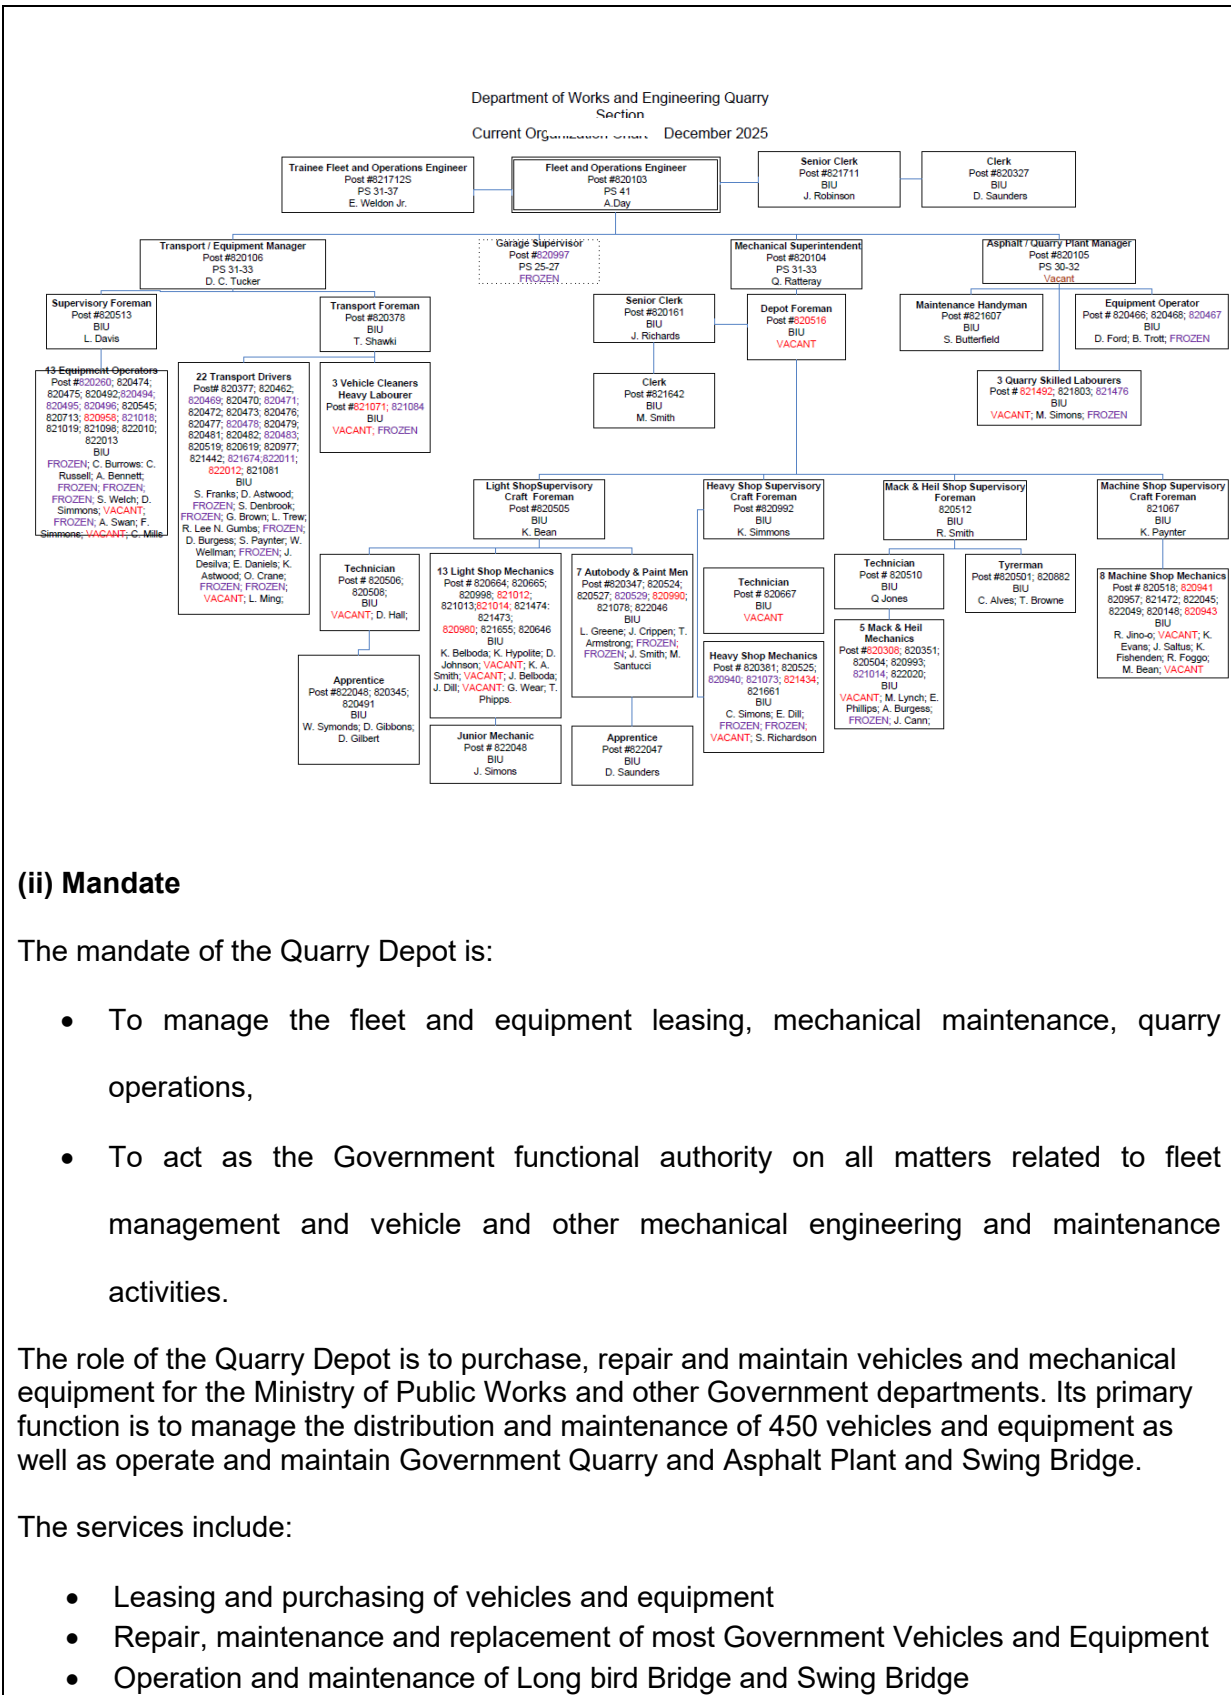 Department of Works and Engineering Quarry
Section
Current Organization Chart December 2025
Trainee Fleet and Operations Engineer
Post #821712S
PS 31-37
E. Weldon Jr.
Fleet and Operations Engineer
Post #820103
PS 41
A.Day
Senior Clerk
Post #821711
BIU
J. Robinson
Clerk
Post #820327
BIU
D. Saunders
Transport / Equipment Manager
Post #820106
PS 31-33
D. C. Tucker
Garage Supervisor
Post #820997
PS 25-27
FROZEN
Mechanical Superintendent
Post #820104
PS 31-33
Q. Ratteray
Asphalt / Quarry Plant Manager
Post #820105
PS 30-32
Vacant
Supervisory Foreman
Post #820513
BIU
L. Davis
Transport Foreman
Post #820378
BIU
T. Shawki
Senior Clerk
Post #820161
BIU
J. Richards
Depot Foreman
Post #820516
BIU
VACANT
Maintenance Handyman
Post #821607
BIU
S. Butterfield
Equipment Operator
Post # 820466; 820468; 820467
BIU
D. Ford; B. Trott; FROZEN
13 Equipment Operators
Post #820260; 820474;
820475; 820492;820494;
820495; 820496; 820545;
820713; 820958; 821018;
821019; 821098; 822010;
822013
BIU
FROZEN; C. Burrows: C.
Russell; A. Bennett;
FROZEN; FROZEN;
FROZEN; S. Welch; D.
Simmons; VACANT;
FROZEN; A. Swan; F.
Simmons; VACANT; C. Mills
22 Transport Drivers
Post# 820377; 820462;
820469; 820470; 820471;
820472; 820473; 820476;
820477; 820478; 820479;
820481; 820482; 820483;
820519; 820619; 820977;
821442; 821674;822011;
822012; 821081
BIU
S. Franks; D. Astwood;
FROZEN; S. Denbrook;
FROZEN; G. Brown; L. Trew;
R. Lee N. Gumbs; FROZEN;
D. Burgess; S. Paynter; W.
Wellman; FROZEN; J.
Desilva; E. Daniels; K.
Astwood; O. Crane;
FROZEN; FROZEN;
VACANT; L. Ming;
3 Vehicle Cleaners
Heavy Labourer
Post #821071; 821084
BIU
VACANT; FROZEN
Clerk
Post #821642
BIU
M. Smith
3 Quarry Skilled Labourers
Post # 821492; 821803; 821476
BIU
VACANT; M. Simons; FROZEN
Light ShopSupervisory
Craft Foreman
Post #820505
BIU
K. Bean
Heavy Shop Supervisory
Craft Foreman
Post #820992
BIU
K. Simmons
Mack & Heil Shop Supervisory
Foreman
820512
BIU
R. Smith
Machine Shop Supervisory
Craft Foreman
821067
BIU
K. Paynter
Technician
Post # 820506;
820508;
BIU
VACANT; D. Hall;
13 Light Shop Mechanics
Post # 820664; 820665;
820998; 821012;
821013;821014; 821474:
821473;
820980; 821655; 820646
BIU
K. Belboda; K. Hypolite; D.
Johnson; VACANT; K. A.
Smith; VACANT; J. Belboda;
J. Dill; VACANT: G. Wear; T.
Phipps.
7 Autobody & Paint Men
Post #820347; 820524;
820527; 820529; 820990;
821078; 822046
BIU
L. Greene; J. Crippen; T.
Armstrong; FROZEN;
FROZEN; J. Smith; M.
Santucci
Technician
Post # 820667
BIU
VACANT
Technician
Post # 820510
BIU
Q Jones
Tyrerman
Post #820501; 820882
BIU
C. Alves; T. Browne
8 Machine Shop Mechanics
Post # 820518; 820941
820957; 821472; 822045;
822049; 820148; 820943
BIU
R. Jino-o; VACANT; K.
Evans; J. Saltus; K.
Fishenden; R. Foggo;
M. Bean; VACANT
Apprentice
Post #822048; 820345;
820491
BIU
W. Symonds; D. Gibbons;
D. Gilbert
Junior Mechanic
Post # 822048
BIU
J. Simons
Apprentice
Post #822047
BIU
D. Saunders
Heavy Shop Mechanics
Post # 820381; 820525;
820940; 821073; 821434;
821661
BIU
C. Simons; E. Dill;
FROZEN; FROZEN;
VACANT; S. Richardson
5 Mack & Heil
Mechanics
Post #820308; 820351;
820504; 820993;
821014; 822020;
BIU
VACANT; M. Lynch; E.
Phillips; A. Burgess;
FROZEN; J. Cann;
(ii) Mandate
The mandate of the Quarry Depot is:
• To manage the fleet and equipment leasing, mechanical maintenance, quarry
operations,
• To act as the Government functional authority on all matters related to fleet
management and vehicle and other mechanical engineering and maintenance
activities.
The role of the Quarry Depot is to purchase, repair and maintain vehicles and mechanical
equipment for the Ministry of Public Works and other Government departments. Its primary
function is to manage the distribution and maintenance of 450 vehicles and equipment as
well as operate and maintain Government Quarry and Asphalt Plant and Swing Bridge.
The services include:
• Leasing and purchasing of vehicles and equipment
• Repair, maintenance and replacement of most Government Vehicles and Equipment
• Operation and maintenance of Long bird Bridge and Swing Bridge